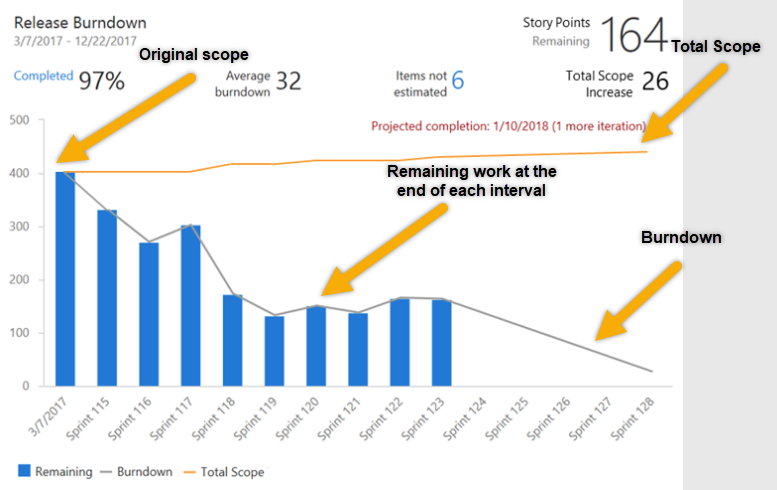 Release Burndown
3/7/2017 - 12/22/2017
Story Points
Remaining
164
Completed
97%
Average
burndown
32
Items not
estimated
6
Total Scope
Increase
26
Original scope
Total Scope
Projected completion: 1/10/2018 (1 more iteration)
Remaining work at the
end of each interval
Burndown
500
400
300
200
100
0
3/7/2017
Sprint 115
Sprint 116
Sprint 117
Sprint 118
Sprint 119
Sprint 120
Sprint 121
Sprint 122
Sprint 123
Sprint 124
Sprint 125
Sprint 126
Sprint 127
Sprint 128
Remaining
Burndown
Total Scope